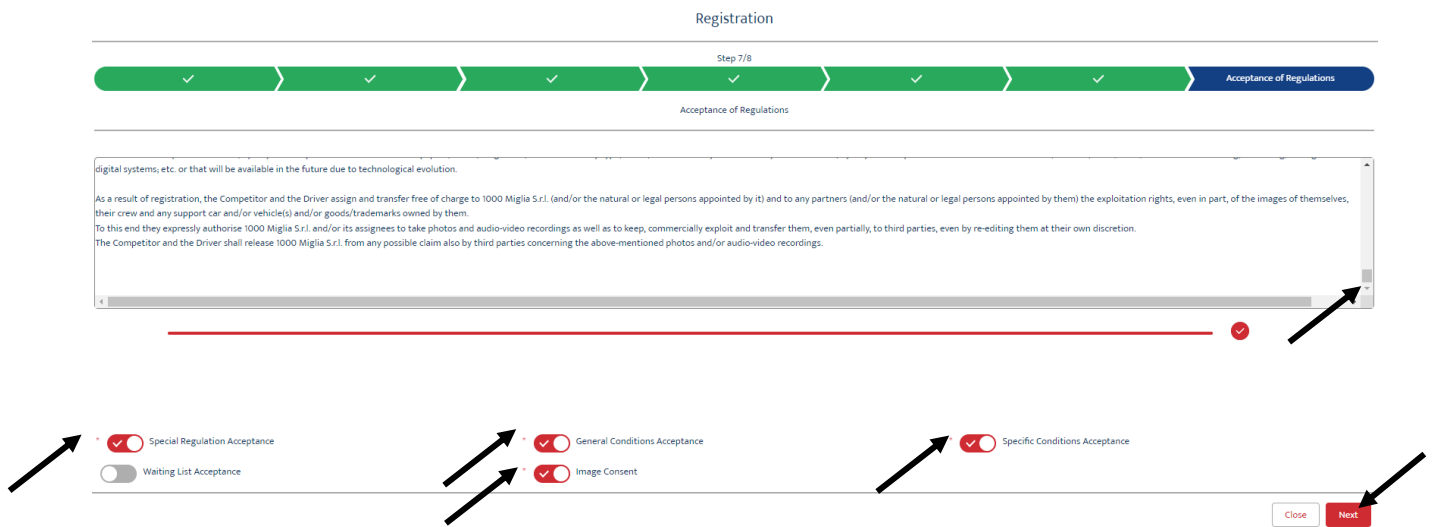 Registration
Step 7/8
Acceptance of Regulations
Acceptance of Regulations
digital systems; etc. or that will be available in the future due to technological evolution.
As a result of registration, the Competitor and the Driver assign and transfer free of charge to 1000 Miglia S.r.l. (and/or the natural or legal persons appointed by it) and to any partners (and/or the natural or legal persons appointed by them) the exploitation rights, even in part, of the images of themselves,
their crew and any support car and/or vehicle(s) and/or goods/trademarks owned by them.
To this end they expressly authorise 1000 Miglia S.r.l. and/or its assignees to take photos and audio-video recordings as well as to keep, commercially exploit and transfer them, even partially, to third parties, even by re-editing them at their own discretion.
The Competitor and the Driver shall release 1000 Miglia S.r.l. from any possible claim also by third parties concerning the above-mentioned photos and/or audio-video recordings.
* Special Regulation Acceptance * General Conditions Acceptance * Specific Conditions Acceptance
Waiting List Acceptance * Image Consent
Close Next